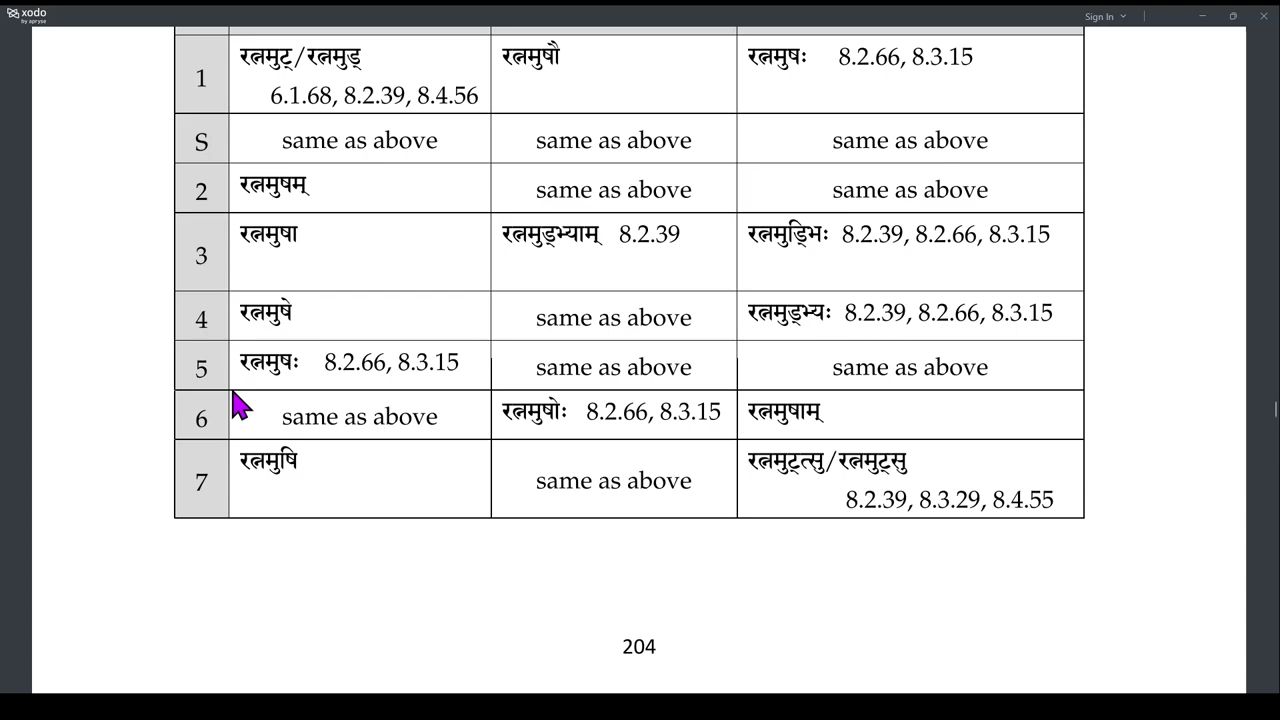 xodo
by apryse
Sign In
1
रत्नमुट्/रत्नमुड्
6.1.68, 8.2.39, 8.4.56
रत्नमुषौ
रत्नमुषः 8.2.66, 8.3.15
S
same as above
same as above
same as above
2
रत्नमुषम्
same as above
same as above
3
रत्नमुषा
रत्नमुड्भ्याम् 8.2.39
रत्नमुड्भिः 8.2.39, 8.2.66, 8.3.15
4
रत्नमुषे
same as above
रत्नमुड्भ्यः 8.2.39, 8.2.66, 8.3.15
5
रत्नमुषः 8.2.66, 8.3.15
same as above
same as above
6
same as above
रत्नमुषोः 8.2.66, 8.3.15
रत्नमुषाम्
7
रत्नमुषि
same as above
रत्नमुट्त्सु/रत्नमुट्सु
8.2.39, 8.3.29, 8.4.55
204